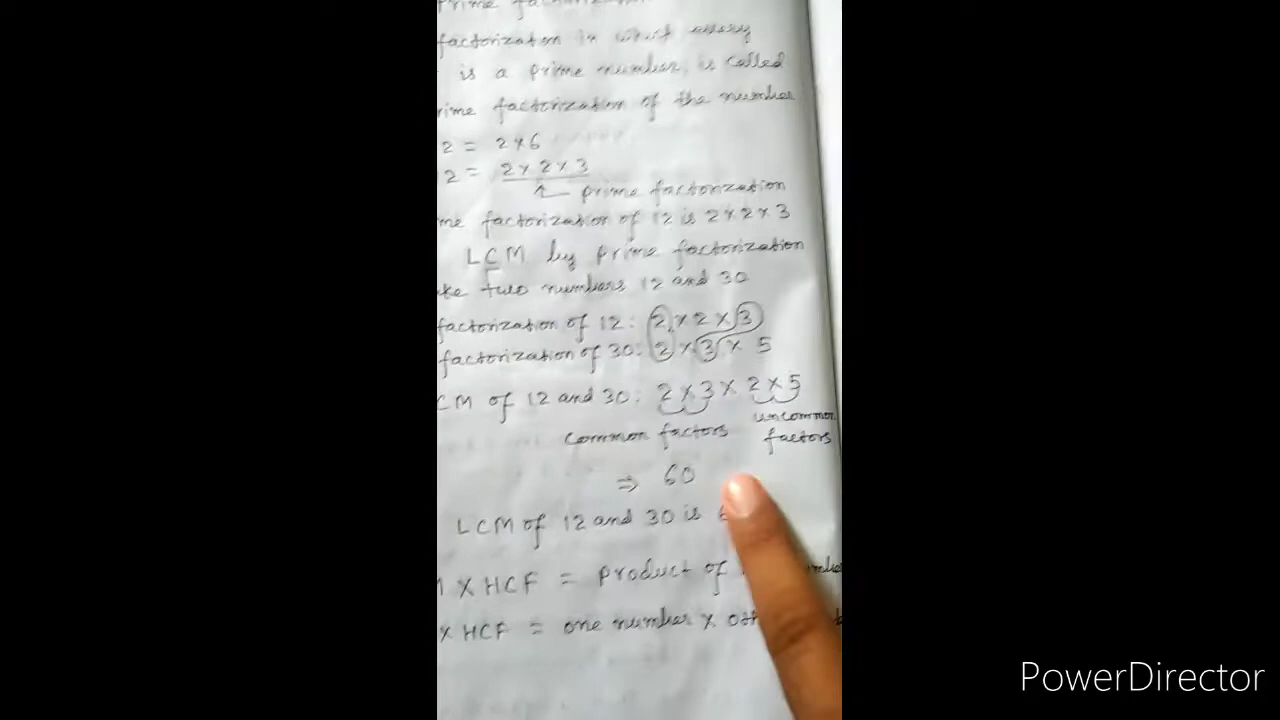 Prime factorization
factorization in which every
is a prime number, is called
rime factorization of the number
2 = 2×6
2 = 2×2×3
prime factorization
me factorization of 12 is 2×2×3
LCM by prime factorization
ake two numbers 12 and 30
factorization of 12: 2×2×3
factorization of 30: 2×3×5
CM of 12 and 30: 2×3×2×5
common factors
uncommon factors
⇒ 60
LCM of 12 and 30 is
M × HCF = product of
× HCF = one number ×
PowerDirector